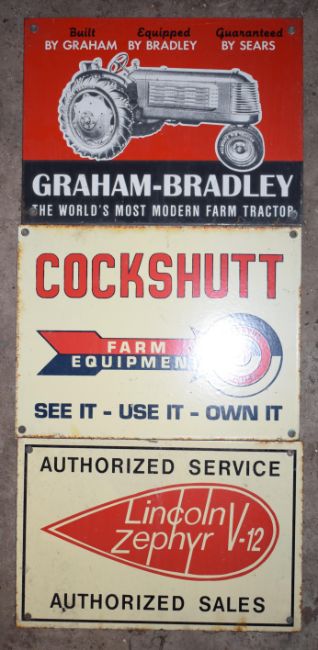 Built Equipped Guaranteed
BY GRAHAM BY BRADLEY BY SEARS
GRAHAM-BRADLEY
THE WORLD'S MOST MODERN FARM TRACTOR
COCKSHUTT
FARM
EQUIPMENT
SEE IT - USE IT - OWN IT
AUTHORIZED SERVICE
Lincoln
Zephyr V-12
AUTHORIZED SALES